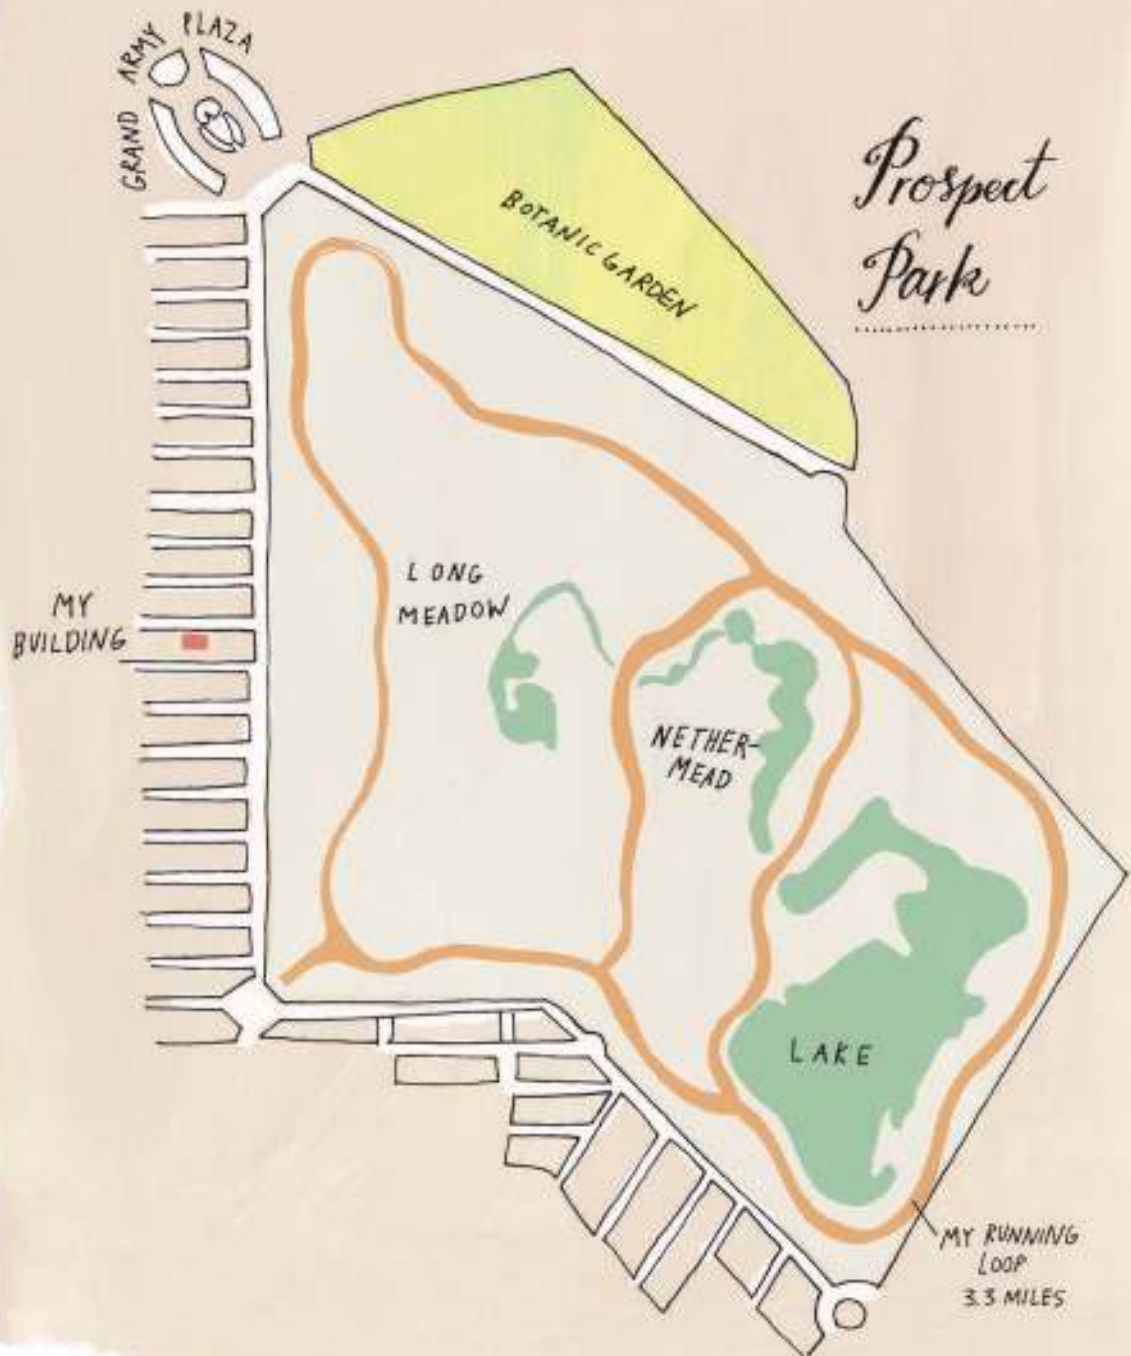 GRAND ARMY PLAZA
Prospect
Park
BOTANIC GARDEN
LONG
MEADOW
MY
BUILDING
NETHER-
MEAD
LAKE
MY RUNNING
LOOP
3.3 MILES